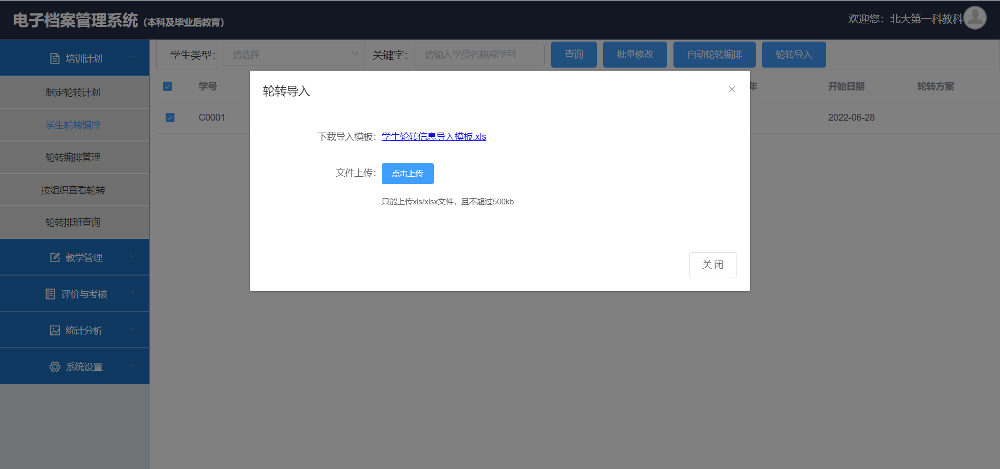 电子档案管理系统（本科及毕业后教育）
欢迎您：北大第一科教科
培训计划
制定轮转计划
学生轮转编排
轮转编排管理
按组织查看轮转
轮转排班查询
教学管理
评价与考核
统计分析
系统设置
学生类型： 请选择 关键字： 请输入学员名称或学号 查询 批量修改 自动轮转编排 轮转导入
学号 年 开始日期 轮转方案
C0001 2022-06-28
轮转导入
下载导入模板： 学生轮转信息导入模板.xls
文件上传： 点击上传
只能上传xls/xlsx文件，且不超过500kb
关 闭